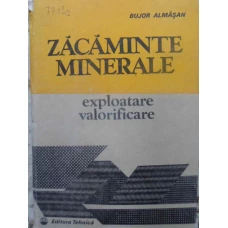 BUJOR ALMĂŞAN
ZĂCĂMINTE
MINERALE
exploatare
valorificare
Editura Tehnică